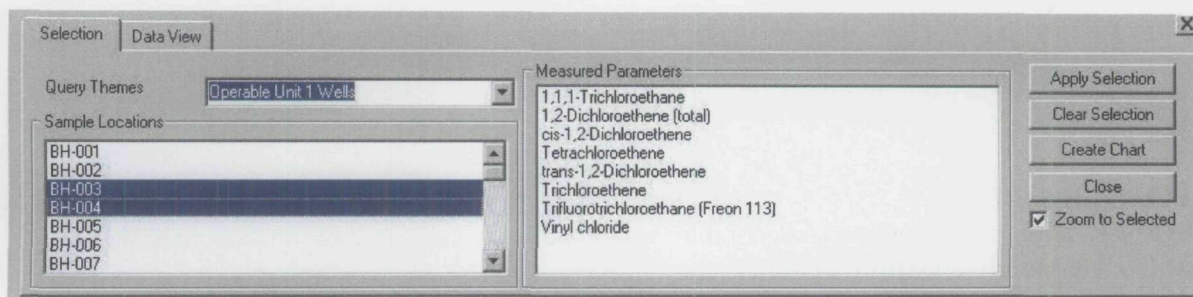 Selection
Data View
Query Themes
Operable Unit 1 Wells
Sample Locations
BH-001
BH-002
BH-003
BH-004
BH-005
BH-006
BH-007
Measured Parameters
1,1,1-Trichloroethane
1,2-Dichloroethene (total)
cis-1,2-Dichloroethene
Tetrachloroethene
trans-1,2-Dichloroethene
Trichloroethene
Trifluorotrichloroethane (Freon 113)
Vinyl chloride
Apply Selection
Clear Selection
Create Chart
Close
Zoom to Selected